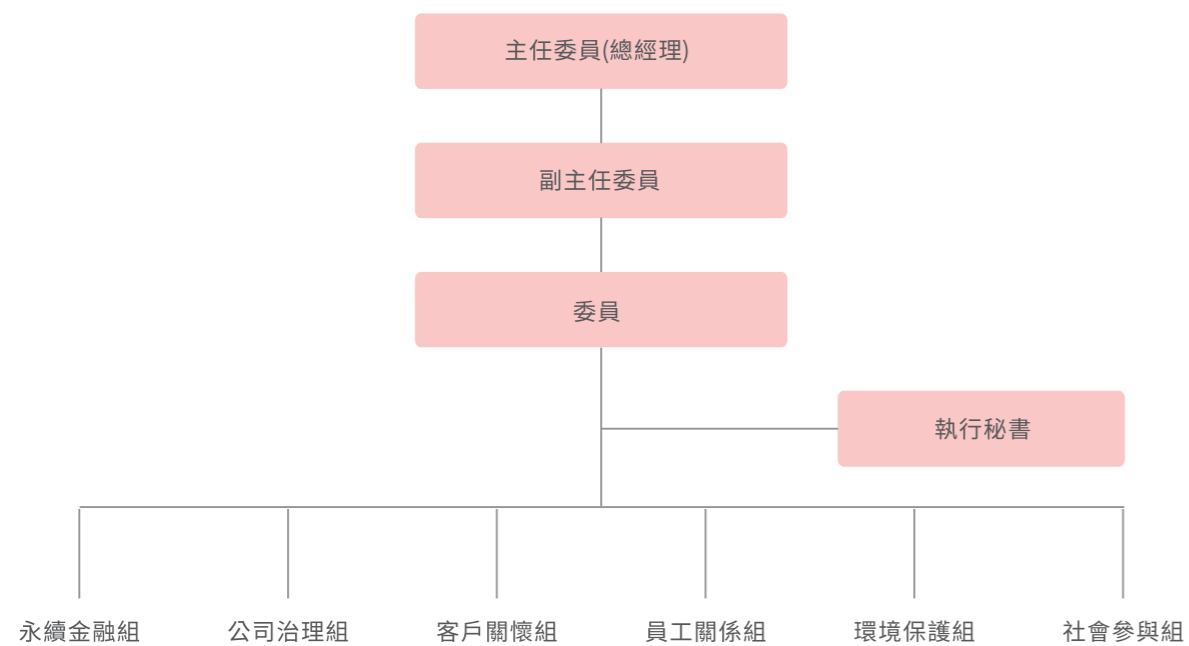 主任委員(總經理)
副主任委員
委員
執行秘書
永續金融組
公司治理組
客戶關懷組
員工關係組
環境保護組
社會參與組